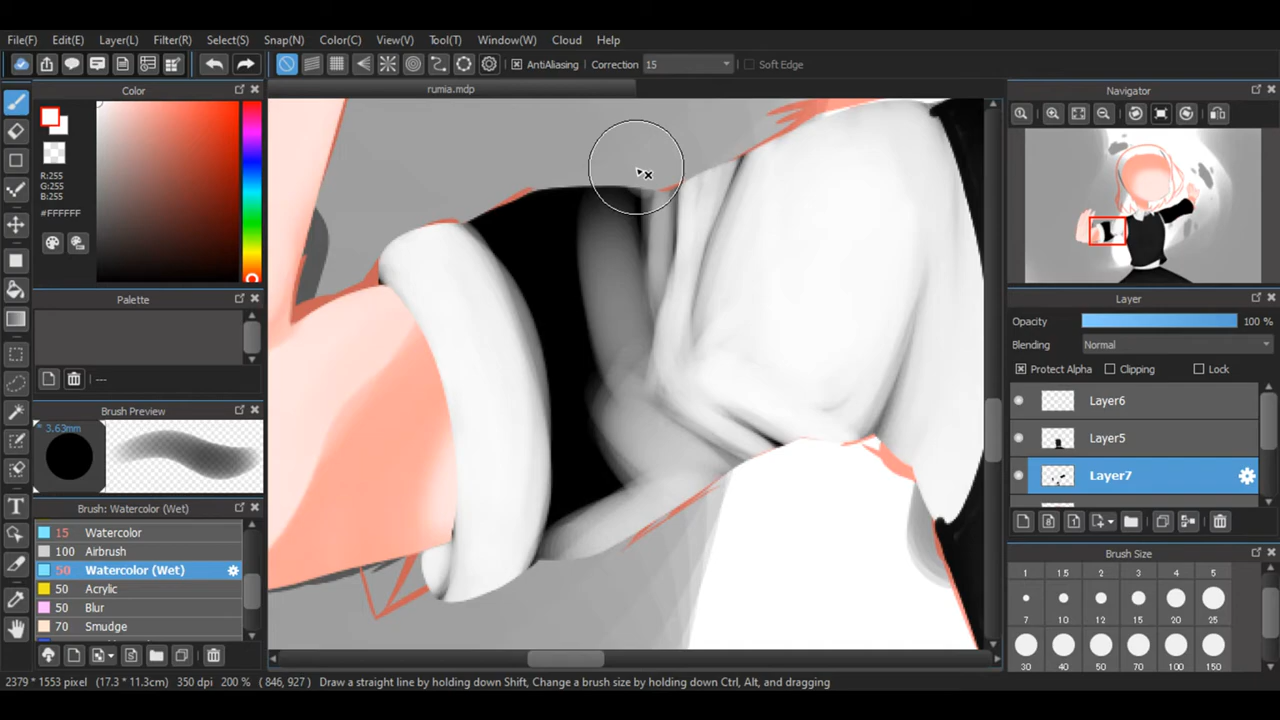 File(F) Edit(E) Layer(L) Filter(R) Select(S) Snap(N) Color(C) View(V) Tool(T) Window(W) Cloud Help
AntiAliasing Correction 15 Soft Edge
Color
rumia.mdp
Navigator
R:255
G:255
B:255
#FFFFFF
Palette
---
Brush Preview
3.63mm
Brush: Watercolor (Wet)
15 Watercolor
100 Airbrush
50 Watercolor (Wet)
50 Acrylic
50 Blur
70 Smudge
Layer
Opacity 100 %
Blending Normal
Protect Alpha Clipping Lock
Layer6
Layer5
Layer7
Brush Size
1 1.5 2 3 4 5
7 10 12 15 20 25
30 40 50 70 100 150
2379 * 1553 pixel (17.3 * 11.3cm) 350 dpi 200 % ( 846, 927 ) Draw a straight line by holding down Shift, Change a brush size by holding down Ctrl, Alt, and dragging